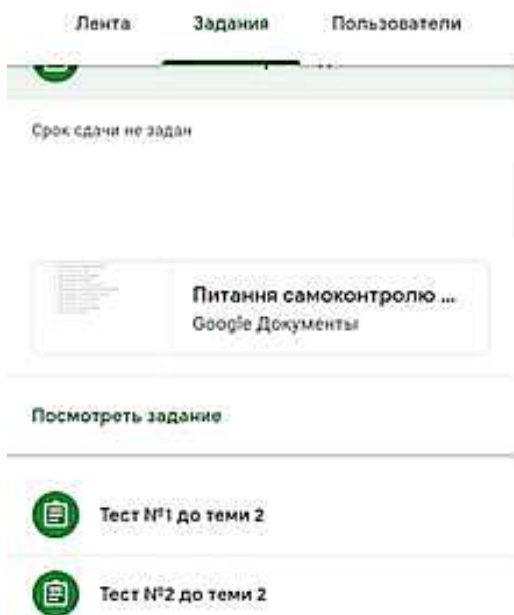 Лента Задания Пользователи
Срок сдачи не задан
Питання самоконтролю ...
Google Документы
Посмотреть задание
Тест №1 до теми 2
Тест №2 до теми 2